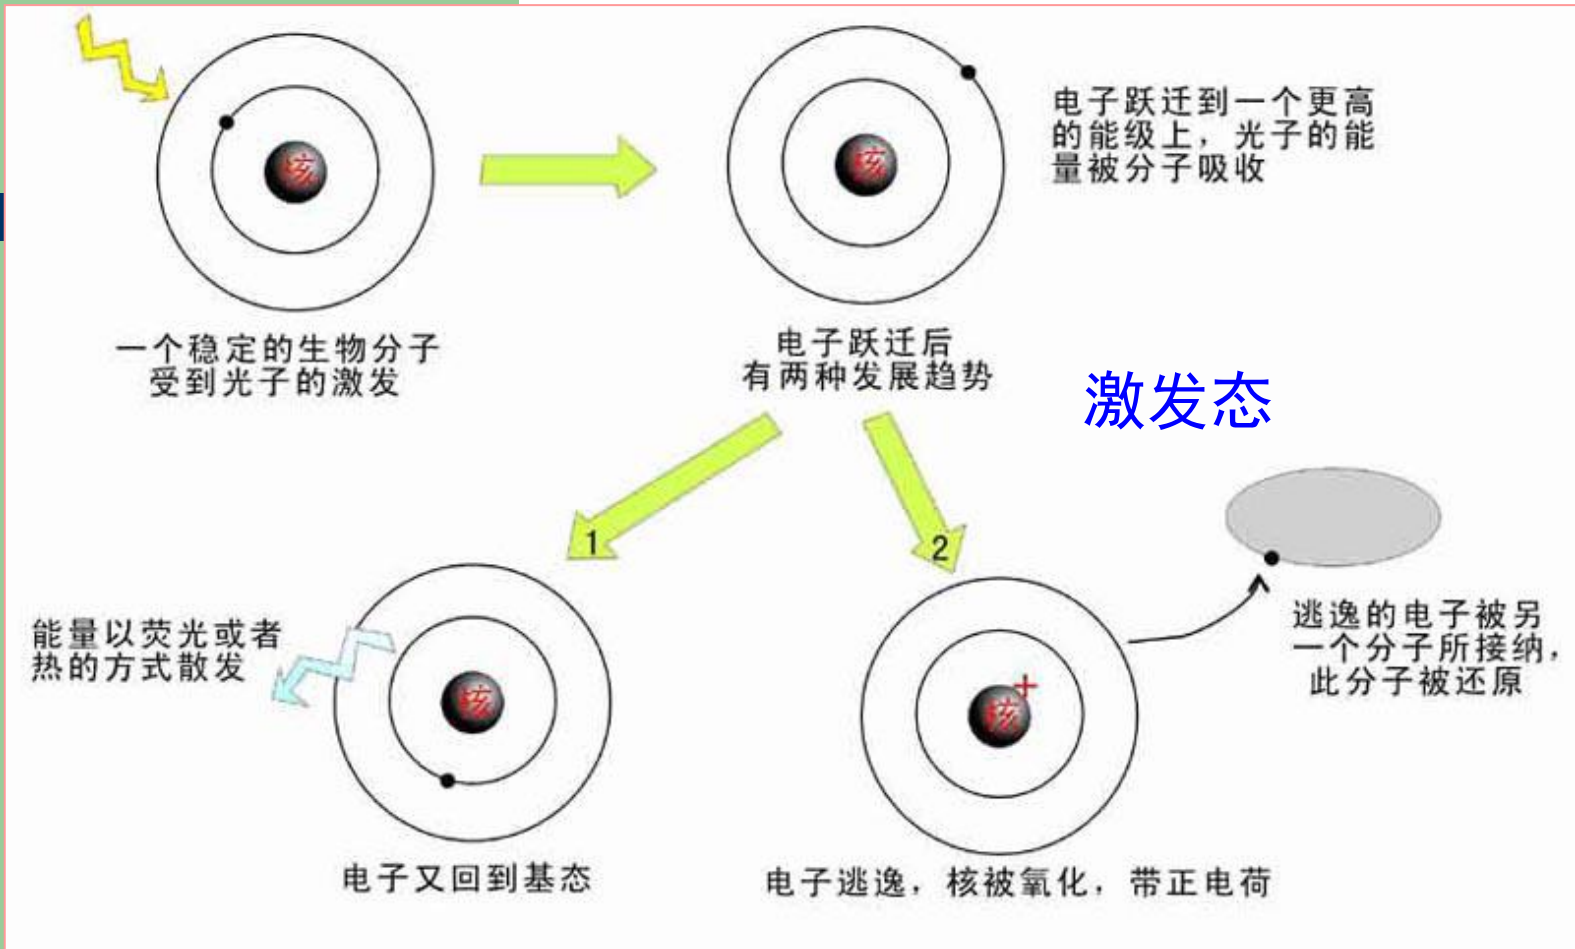 核
核
电子跃迁到一个更高
的能级上，光子的能
量被分子吸收
一个稳定的生物分子
受到光子的激发
电子跃迁后
有两种发展趋势
激发态
1
2
能量以荧光或者
热的方式散发
核
核
+
逃逸的电子被另
一个分子所接纳，
此分子被还原
电子又回到基态
电子逃逸，核被氧化，带正电荷